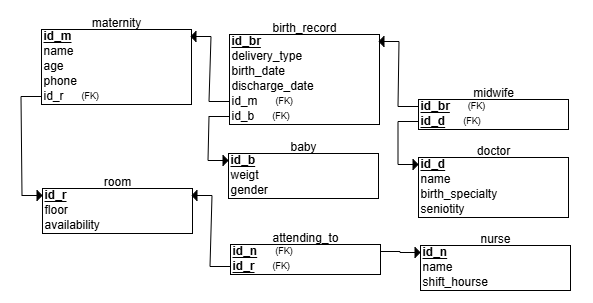 maternity
id_m
name
age
phone
id_r (FK)
birth_record
id_br
delivery_type
birth_date
discharge_date
id_m (FK)
id_b (FK)
midwife
id_br (FK)
id_d (FK)
baby
id_b
weigt
gender
doctor
id_d
name
birth_specialty
seniotity
room
id_r
floor
availability
attending_to
id_n (FK)
id_r (FK)
nurse
id_n
name
shift_hourse